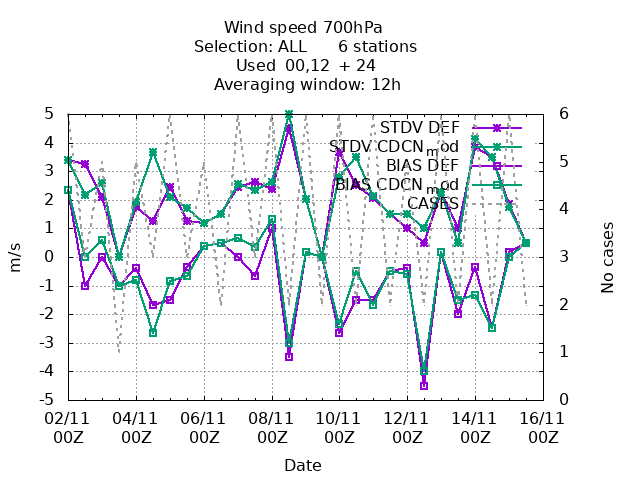 Wind speed 700hPa
Selection: ALL 6 stations
Used 00,12 + 24
Averaging window: 12h
STDV DEF
STDV CDCN_mod
BIAS DEF
BIAS CDCN_mod
CASES
5
4
3
2
1
0
-1
-2
-3
-4
-5
m/s
6
5
4
3
2
1
0
No cases
02/11 04/11 06/11 08/11 10/11 12/11 14/11 16/11
00Z 00Z 00Z 00Z 00Z 00Z 00Z 00Z
Date